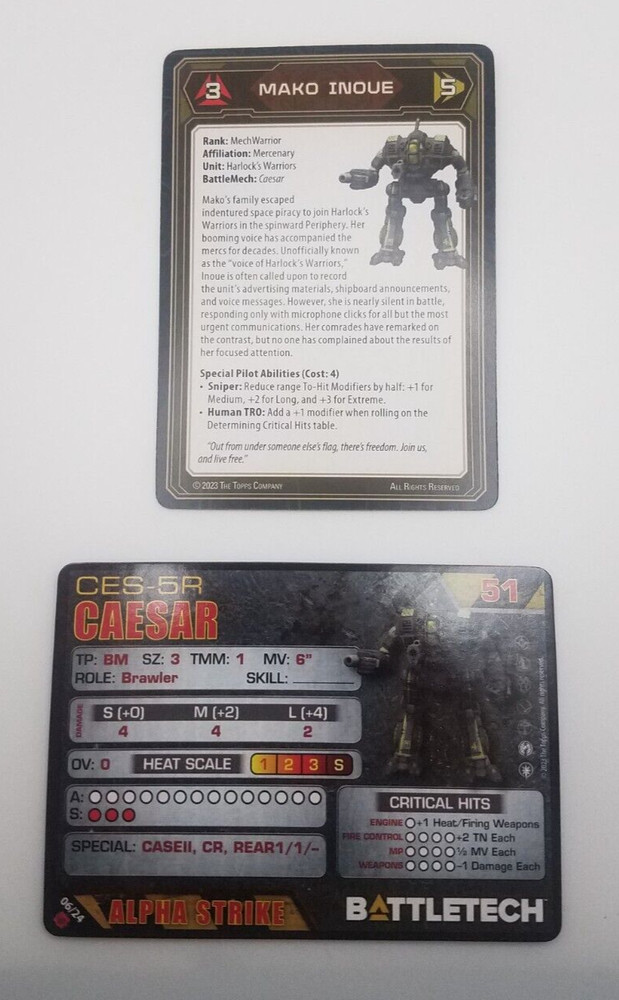 3 MAKO INOUE 5
Rank: MechWarrior
Affiliation: Mercenary
Unit: Harlock's Warriors
BattleMech: Caesar
Mako's family escaped
indentured space piracy to join Harlock's
Warriors in the spinward Periphery. Her
booming voice has accompanied the
mercs for decades. Unofficially known
as the "voice of Harlock's Warriors,"
Inoue is often called upon to record
the unit's advertising materials, shipboard announcements,
and voice messages. However, she is nearly silent in battle,
responding only with microphone clicks for all but the most
urgent communications. Her comrades have remarked on
the contrast, but no one has complained about the results of
her focused attention.
Special Pilot Abilities (Cost: 4)
• Sniper: Reduce range To-Hit Modifiers by half: +1 for
Medium, +2 for Long, and +3 for Extreme.
• Human TRO: Add a +1 modifier when rolling on the
Determining Critical Hits table.
"Out from under someone else's flag, there's freedom. Join us,
and live free."
© 2023 The Topps Company All Rights Reserved
CES-5R 51
CAESAR
TP: BM SZ: 3 TMM: 1 MV: 6"
ROLE: Brawler SKILL:
DAMAGE
S (+0) M (+2) L (+4)
4 4 2
OV: 0 HEAT SCALE 1 2 3 S
A:
S:
SPECIAL: CASEII, CR, REAR1/1/-
CRITICAL HITS
ENGINE +1 Heat/Firing Weapons
FIRE CONTROL +2 TN Each
MP ½ MV Each
WEAPONS -1 Damage Each
© 2023 The Topps Company. All rights reserved.
06/24 ALPHA STRIKE BATTLETECH